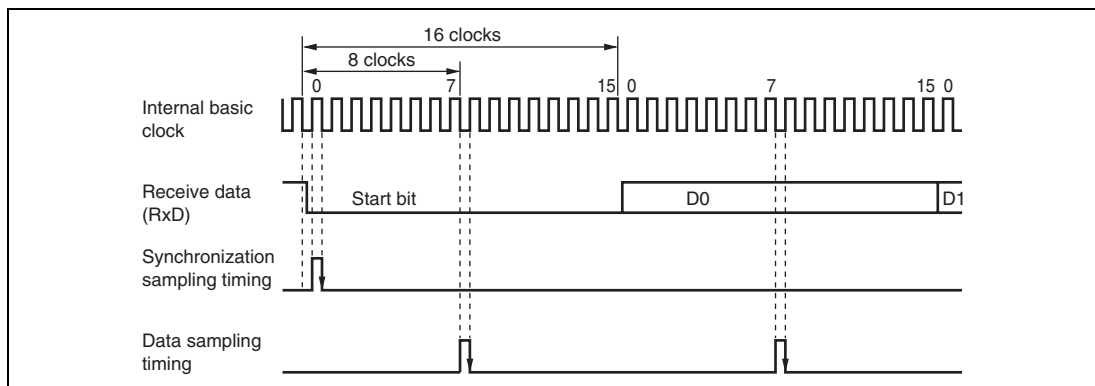 16 clocks
8 clocks
0 7 15 0 7 15 0
Internal basic
clock
Receive data
(RxD)
Start bit D0 D1
Synchronization
sampling timing
Data sampling
timing